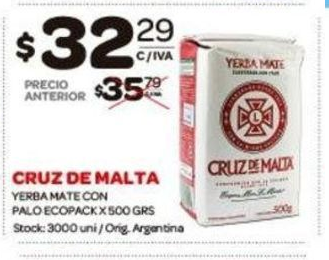 $32 29
C/IVA
PRECIO
ANTERIOR $35 79
CRUZ DE MALTA
YERBA MATE CON
PALO ECOPACK X 500 GRS
Stock: 3000 uni / Orig. Argentina
YERBA MATE
L
CRUZ DE MALTA
500g